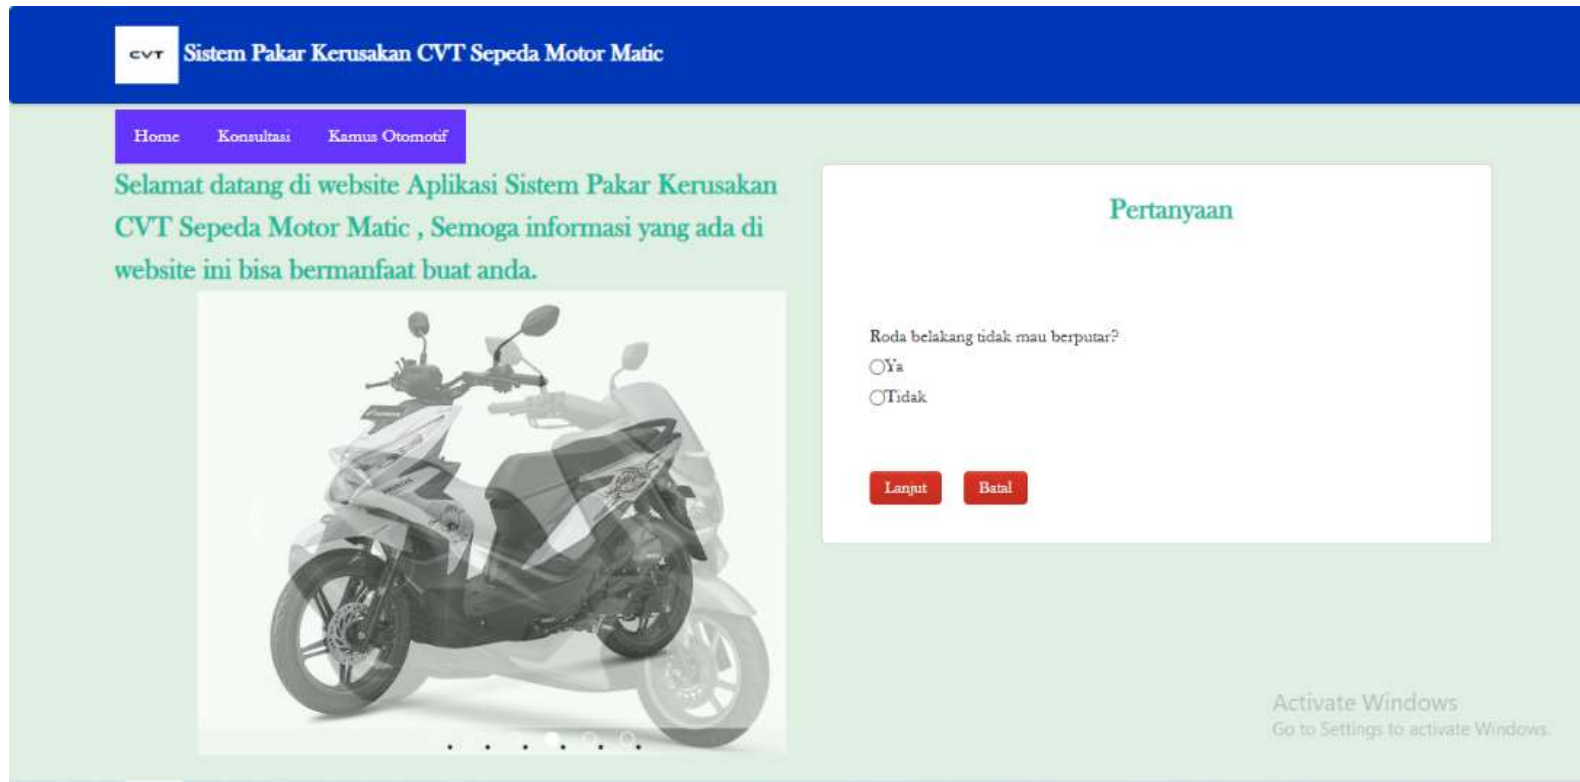 CVT
Sistem Pakar Kerusakan CVT Sepeda Motor Matic
Home
Konsultasi
Kamus Otomotif
Selamat datang di website Aplikasi Sistem Pakar Kerusakan
CVT Sepeda Motor Matic , Semoga informasi yang ada di
website ini bisa bermanfaat buat anda.
Pertanyaan
Roda belakang tidak mau berputar?
Ya
Tidak
Lanjut
Batal
Activate Windows
Go to Settings to activate Windows.